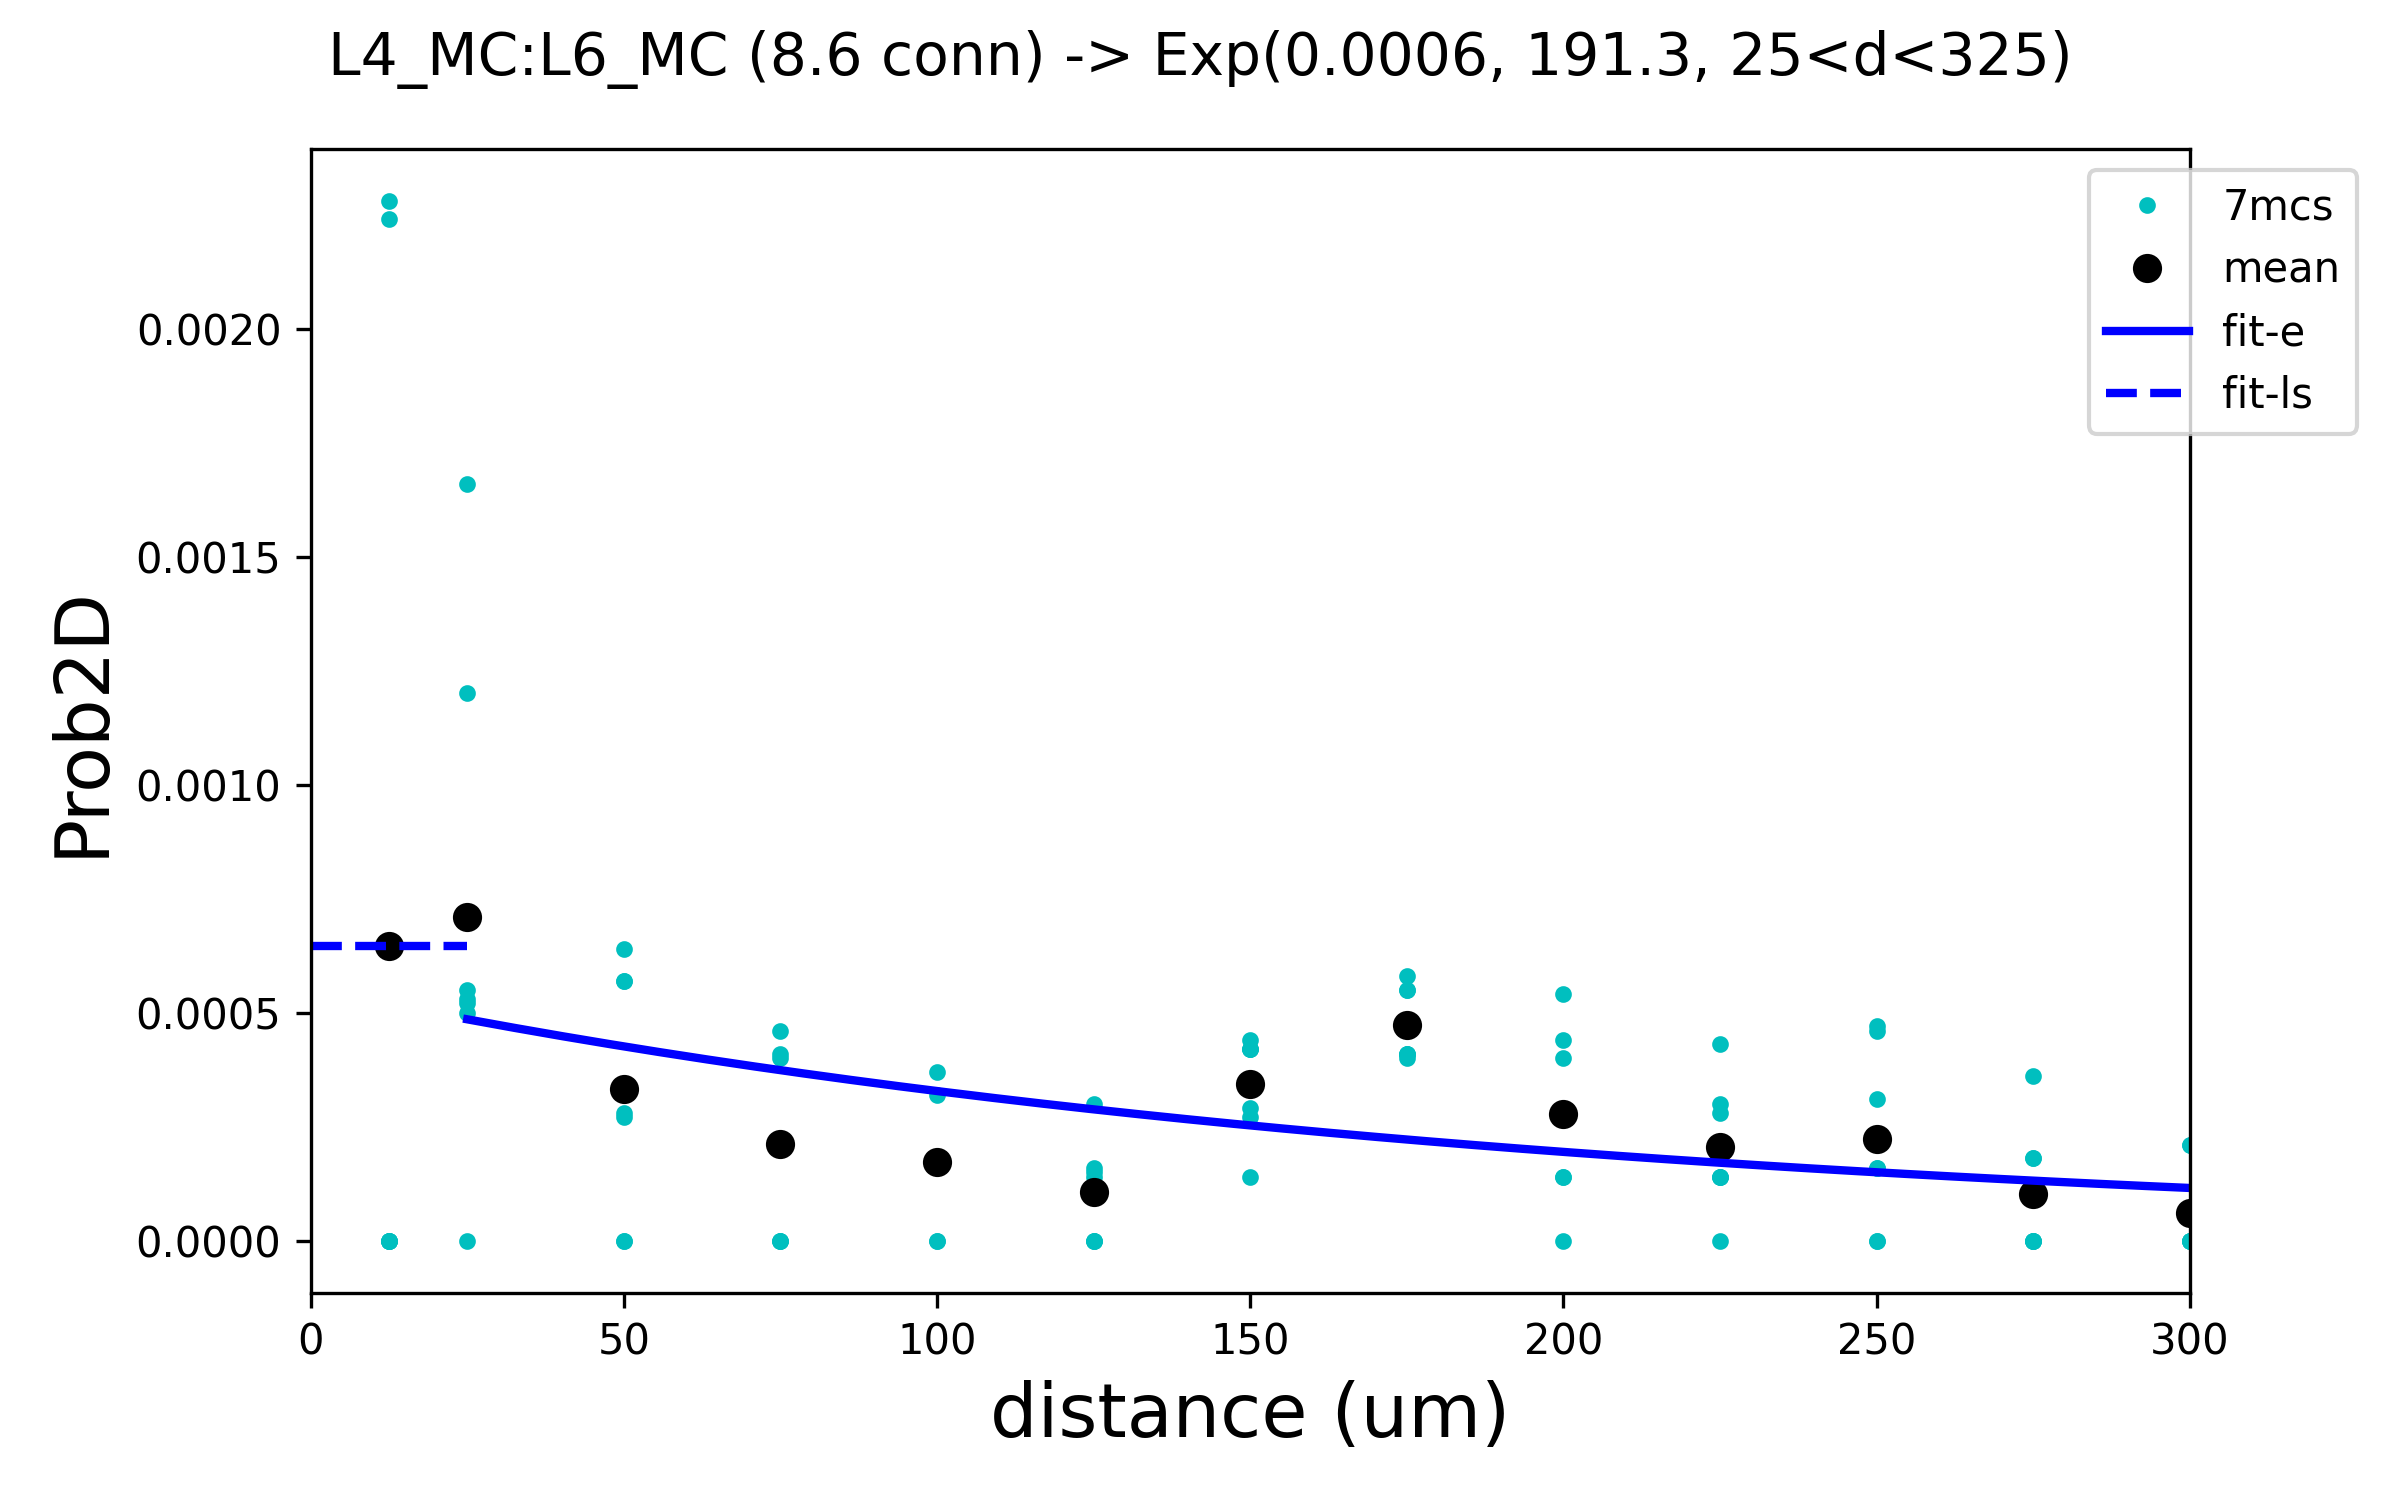 L4_MC:L6_MC (8.6 conn) -> Exp(0.0006, 191.3, 25<d<325)
7mcs
mean
fit-e
fit-ls
Prob2D
0.0020
0.0015
0.0010
0.0005
0.0000
0 50 100 150 200 250 300
distance (um)